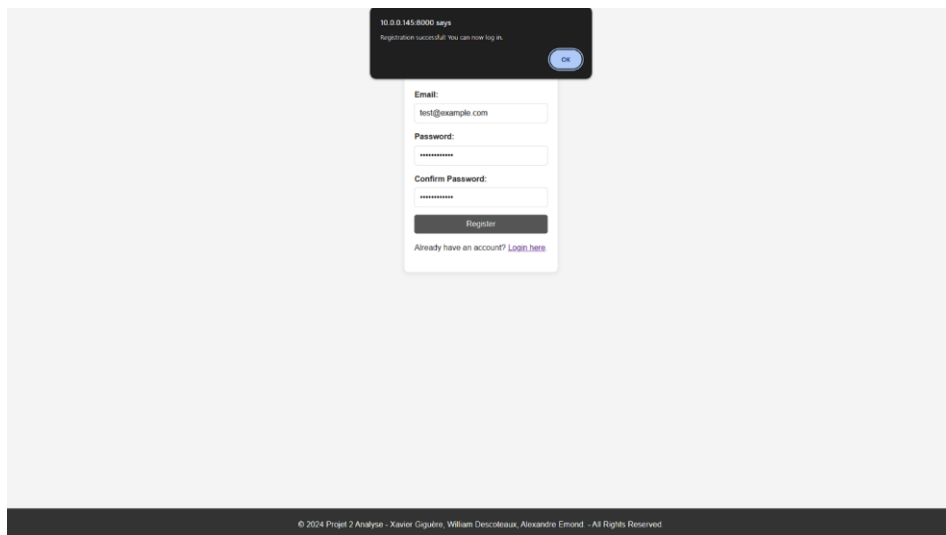 10.0.0.145:8000 says
Registration successful! You can now log in.
OK
Email:
test@example.com
Password:
••••••••••••
Confirm Password:
••••••••••••
Register
Already have an account? Login here.
© 2024 Projet 2 Analyse - Xavier Giguère, William Descoteaux, Alexandre Emond. - All Rights Reserved.